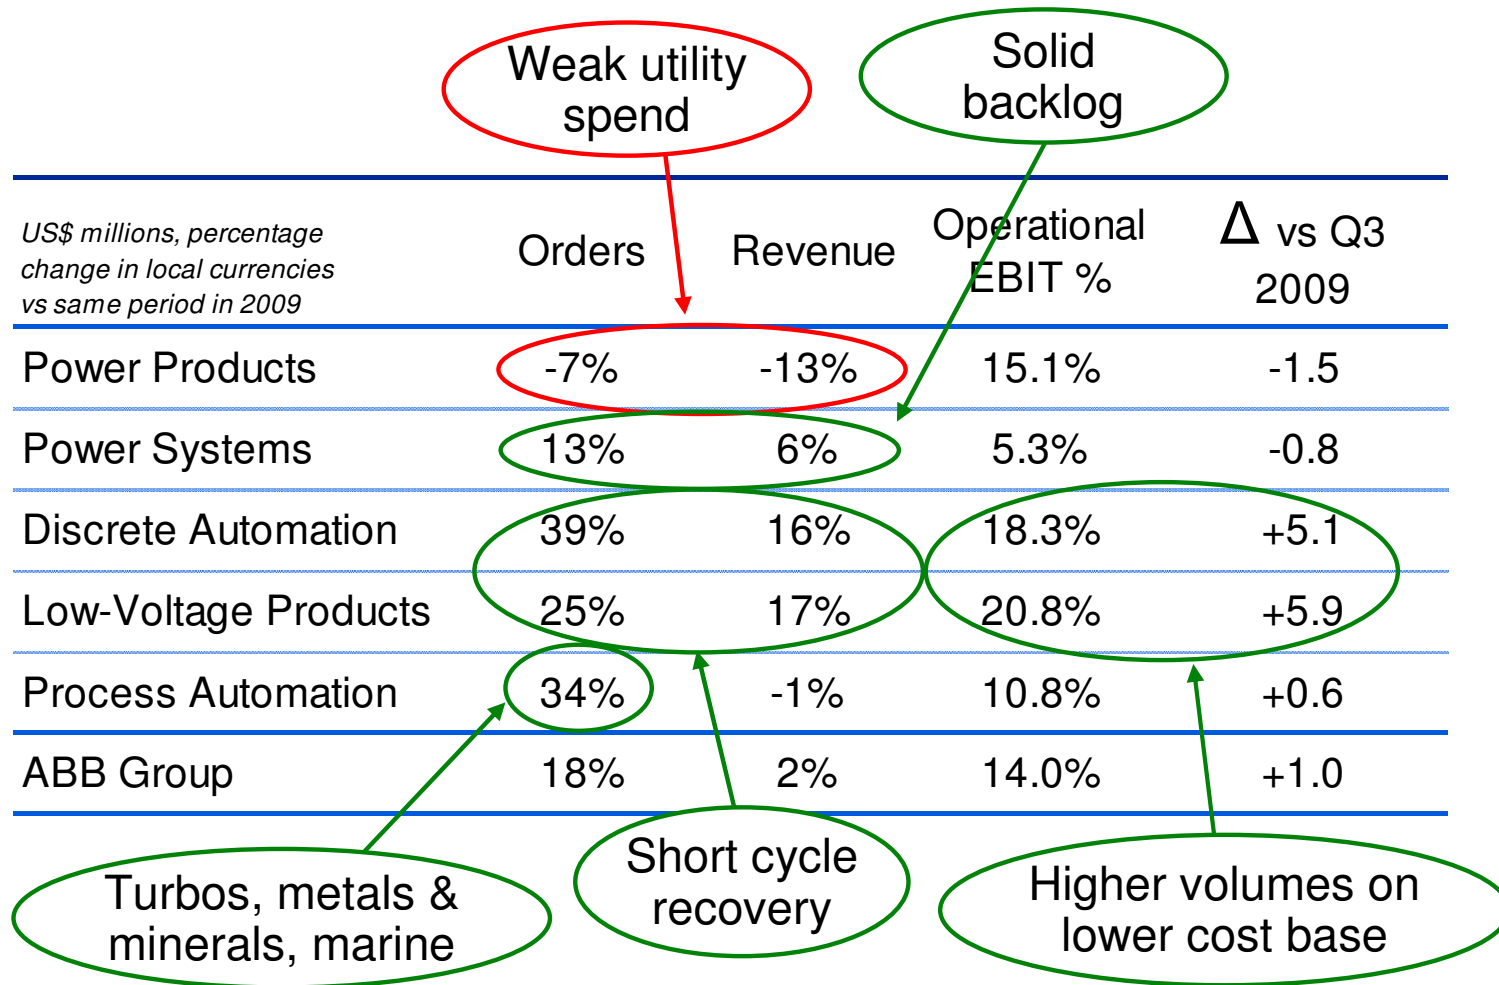 Weak utility
spend
Solid
backlog
US$ millions, percentage
change in local currencies
vs same period in 2009
Orders
Revenue
Operational
EBIT %
Δ vs Q3
2009
Power Products -7% -13% 15.1% -1.5
Power Systems 13% 6% 5.3% -0.8
Discrete Automation 39% 16% 18.3% +5.1
Low-Voltage Products 25% 17% 20.8% +5.9
Process Automation 34% -1% 10.8% +0.6
ABB Group 18% 2% 14.0% +1.0
Turbos, metals &
minerals, marine
Short cycle
recovery
Higher volumes on
lower cost base